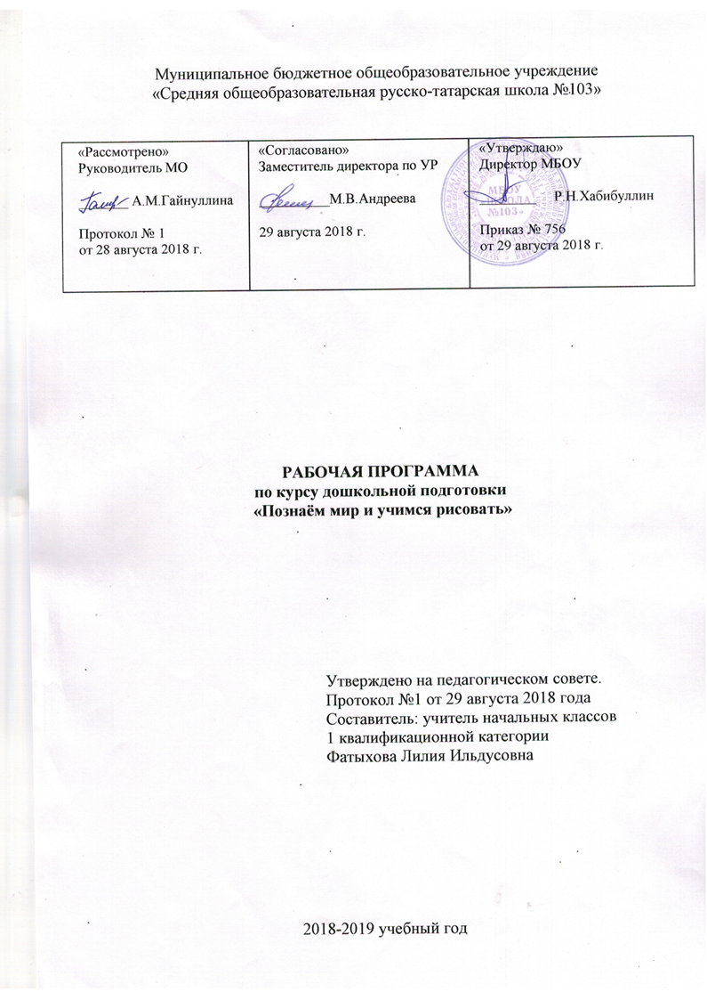 Муниципальное бюджетное общеобразовательное учреждение
«Средняя общеобразовательная русско-татарская школа №103»
«Рассмотрено»
Руководитель МО
А.М.Гайнуллина
Протокол № 1
от 28 августа 2018 г.
«Согласовано»
Заместитель директора по УР
М.В.Андреева
29 августа 2018 г.
«Утверждаю»
Директор МБОУ
Р.Н.Хабибуллин
Приказ № 756
от 29 августа 2018 г.
МБОУ
ШКОЛА
№103
РАБОЧАЯ ПРОГРАММА
по курсу дошкольной подготовки
«Познаём мир и учимся рисовать»
Утверждено на педагогическом совете.
Протокол №1 от 29 августа 2018 года
Составитель: учитель начальных классов
1 квалификационной категории
Фатыхова Лилия Ильдусовна
2018-2019 учебный год